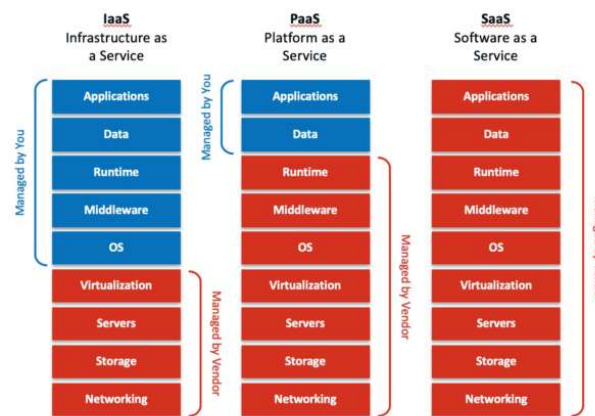 IaaS
Infrastructure as
a Service
Managed by You
Applications
Data
Runtime
Middleware
OS
Virtualization
Servers
Storage
Networking
Managed by Vendor
PaaS
Platform as a
Service
Managed by You
Applications
Data
Runtime
Middleware
OS
Virtualization
Servers
Storage
Networking
Managed by Vendor
SaaS
Software as a
Service
Applications
Data
Runtime
Middleware
OS
Virtualization
Servers
Storage
Networking